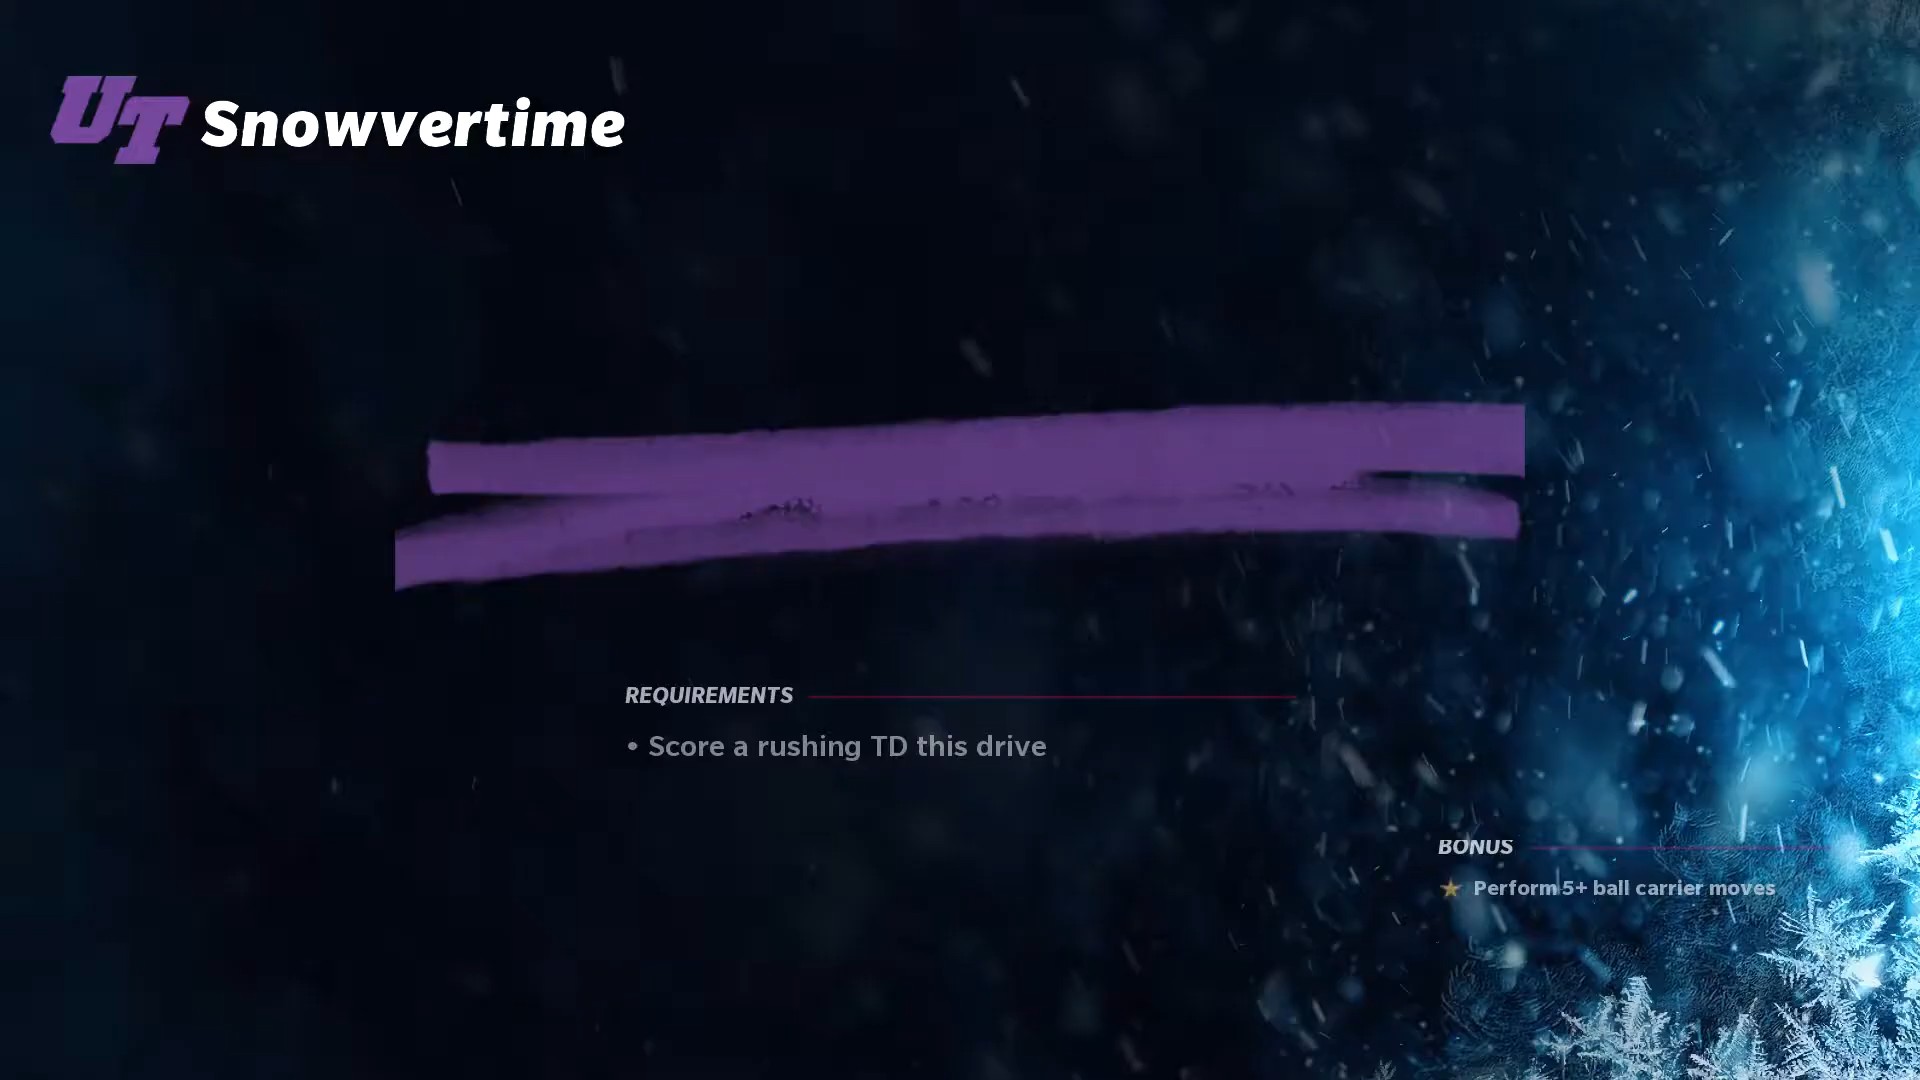 UT Snowvertime
REQUIREMENTS
• Score a rushing TD this drive
BONUS
★ Perform 5+ ball carrier moves